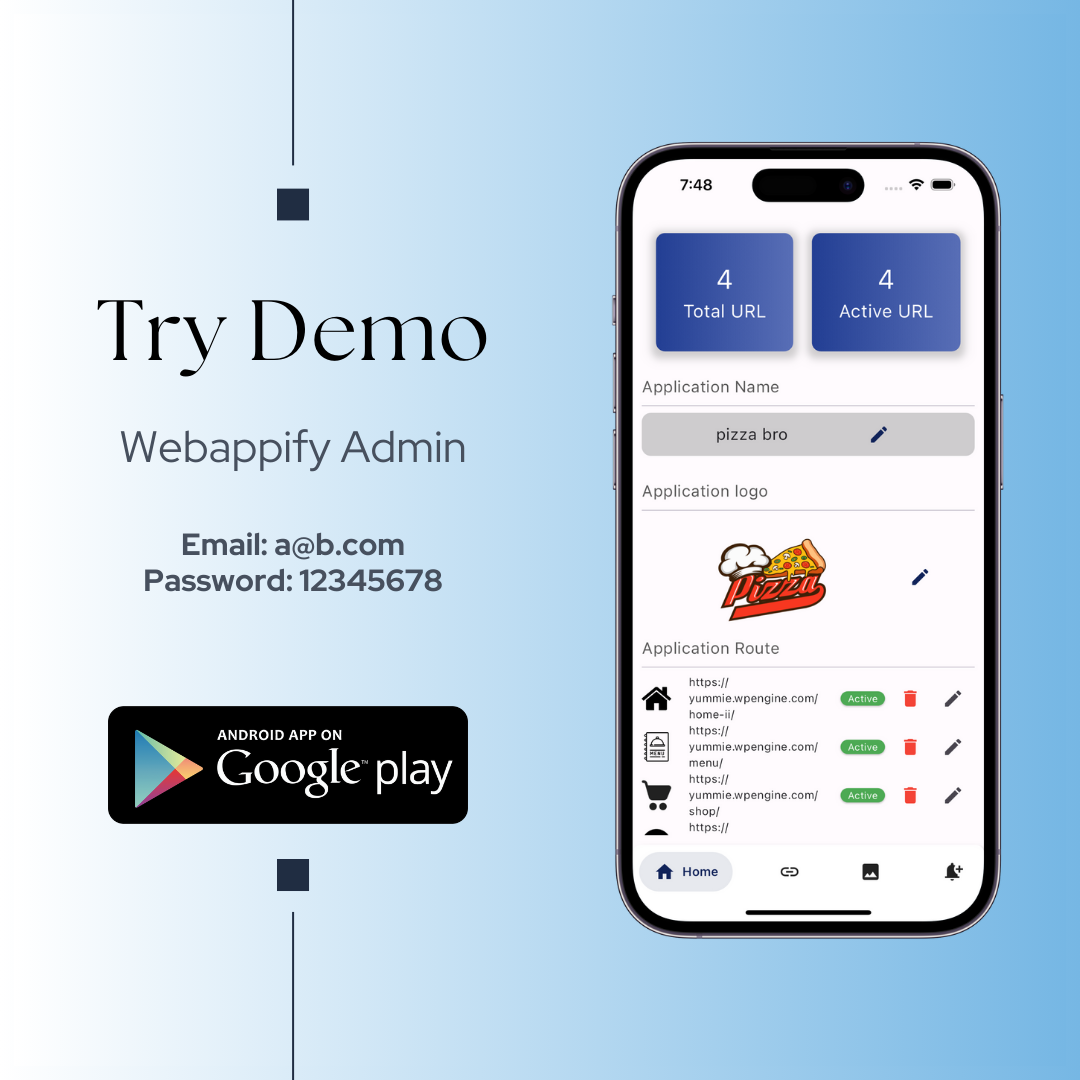 Try Demo
Webappify Admin
Email: a@b.com
Password: 12345678
ANDROID APP ON
Google™ play
7:48
4
Total URL
4
Active URL
Application Name
pizza bro
Application logo
Pizza
Application Route
https://
yummie.wpengine.com/
home-ii/
Active
https://
yummie.wpengine.com/
menu/
Active
MENU
https://
yummie.wpengine.com/
shop/
Active
https://
Home